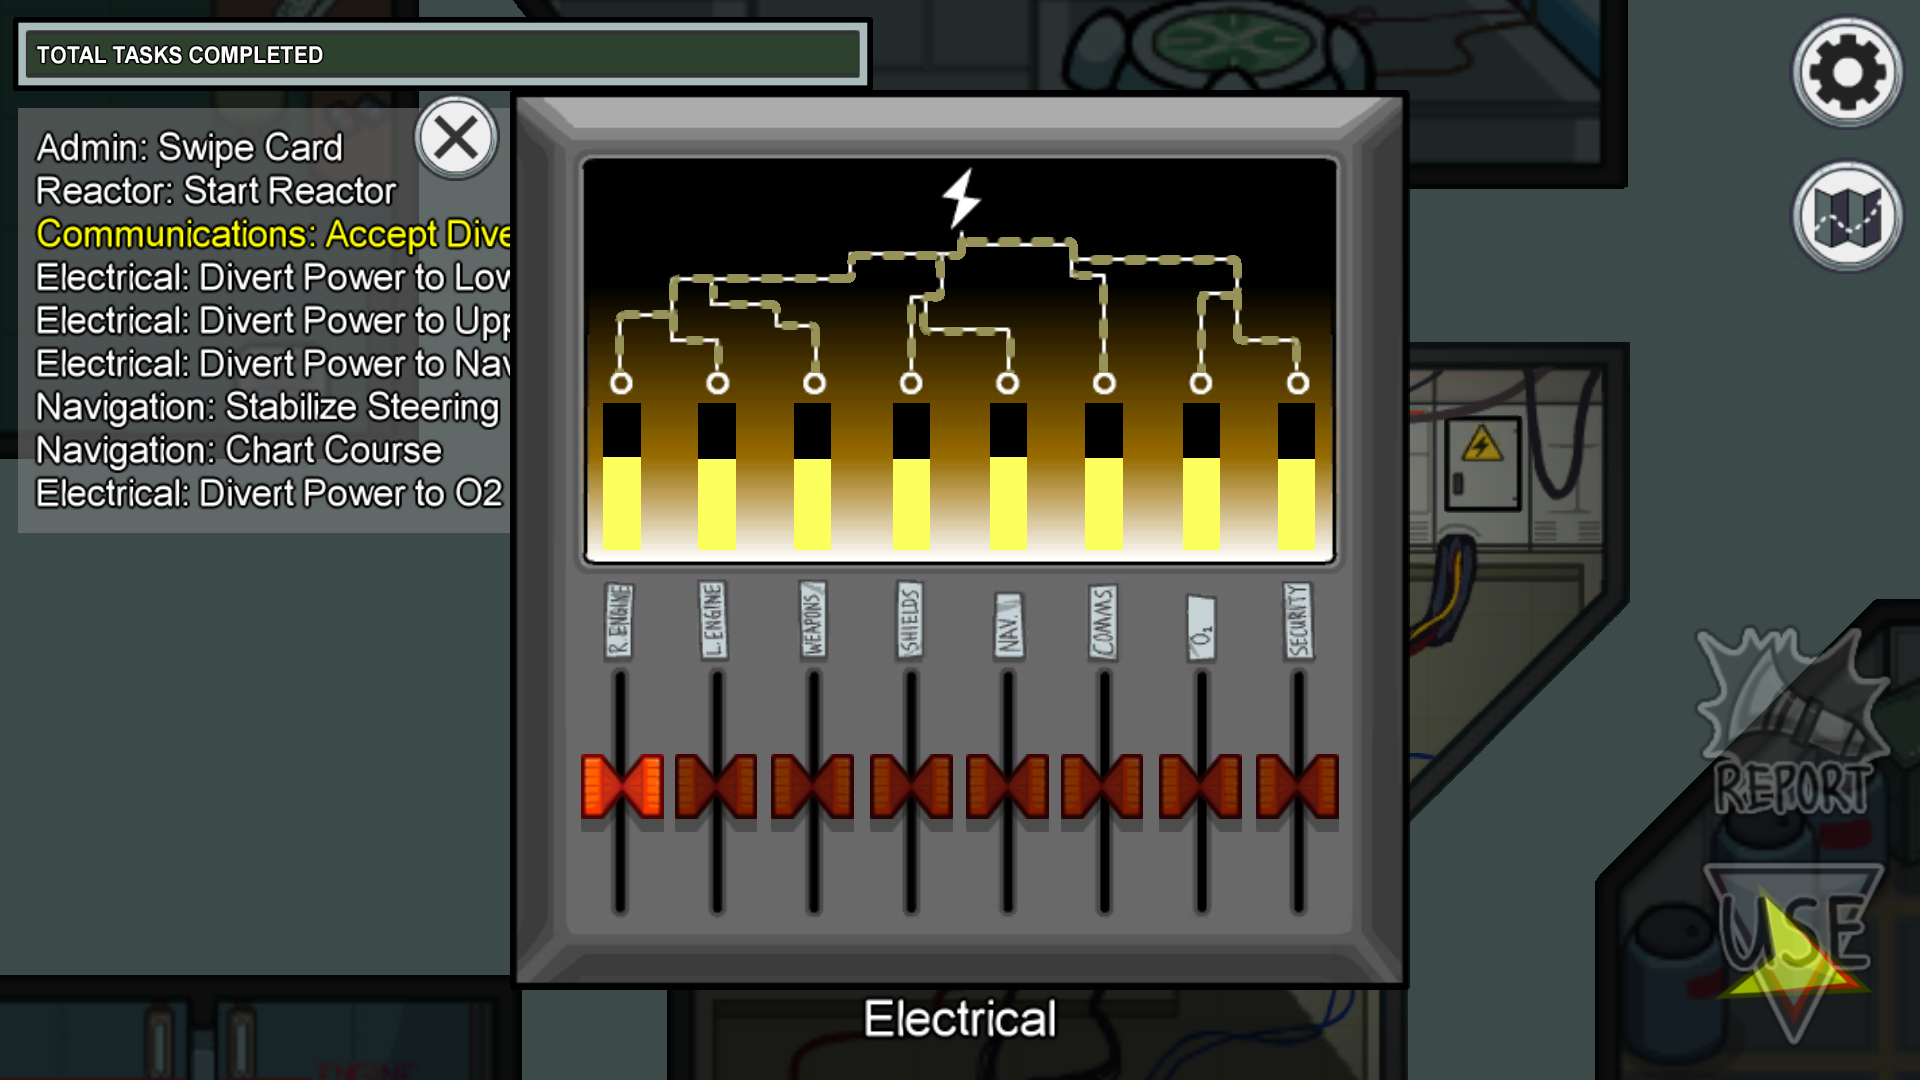 TOTAL TASKS COMPLETED
Admin: Swipe Card
Reactor: Start Reactor
Communications: Accept Dive
Electrical: Divert Power to Low
Electrical: Divert Power to Upp
Electrical: Divert Power to Nav
Navigation: Stabilize Steering
Navigation: Chart Course
Electrical: Divert Power to O2
R.ENGINE
L.ENGINE
WEAPONS
SHIELDS
NAV.
COMMS
O₂
SECURITY
REPORT
USE
Electrical
ENGINE